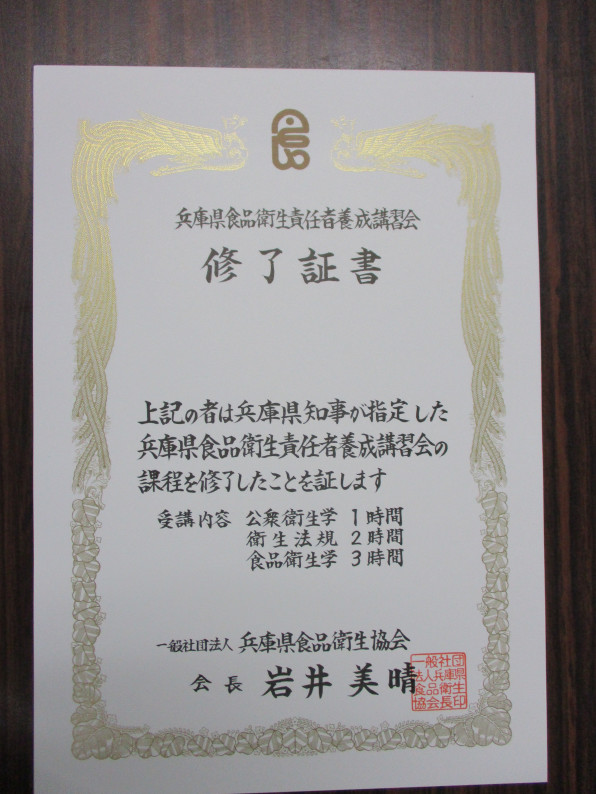 兵庫県食品衛生責任者養成講習会
修了証書
上記の者は兵庫県知事が指定した
兵庫県食品衛生責任者養成講習会の
課程を修了したことを証します
受講内容 公衆衛生学 1時間
衛生法規 2時間
食品衛生学 3時間
一般社団法人 兵庫県食品衛生協会
会長 岩井美晴
一般社団
法人兵庫県
食品衛生
協会長印